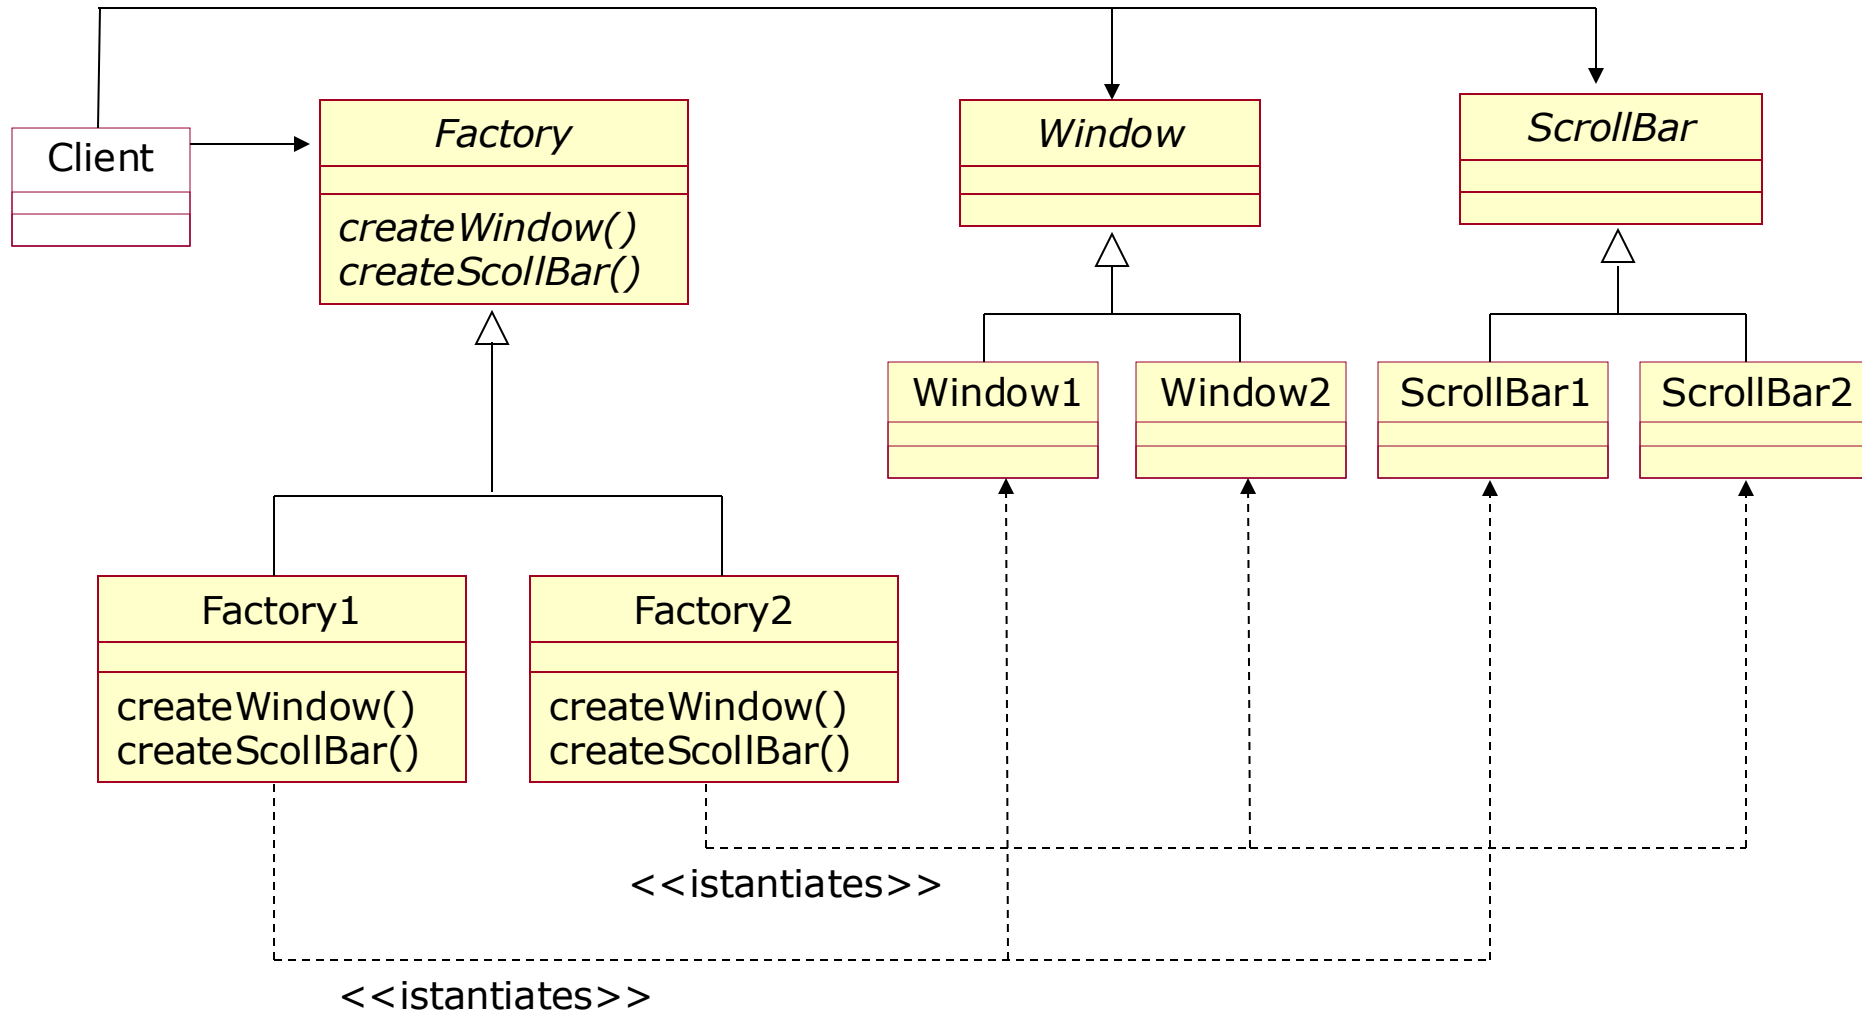 Client
Factory
createWindow()
createScollBar()
Window
ScrollBar
Window1
Window2
ScrollBar1
ScrollBar2
Factory1
createWindow()
createScollBar()
Factory2
createWindow()
createScollBar()
<<istantiates>>
<<istantiates>>